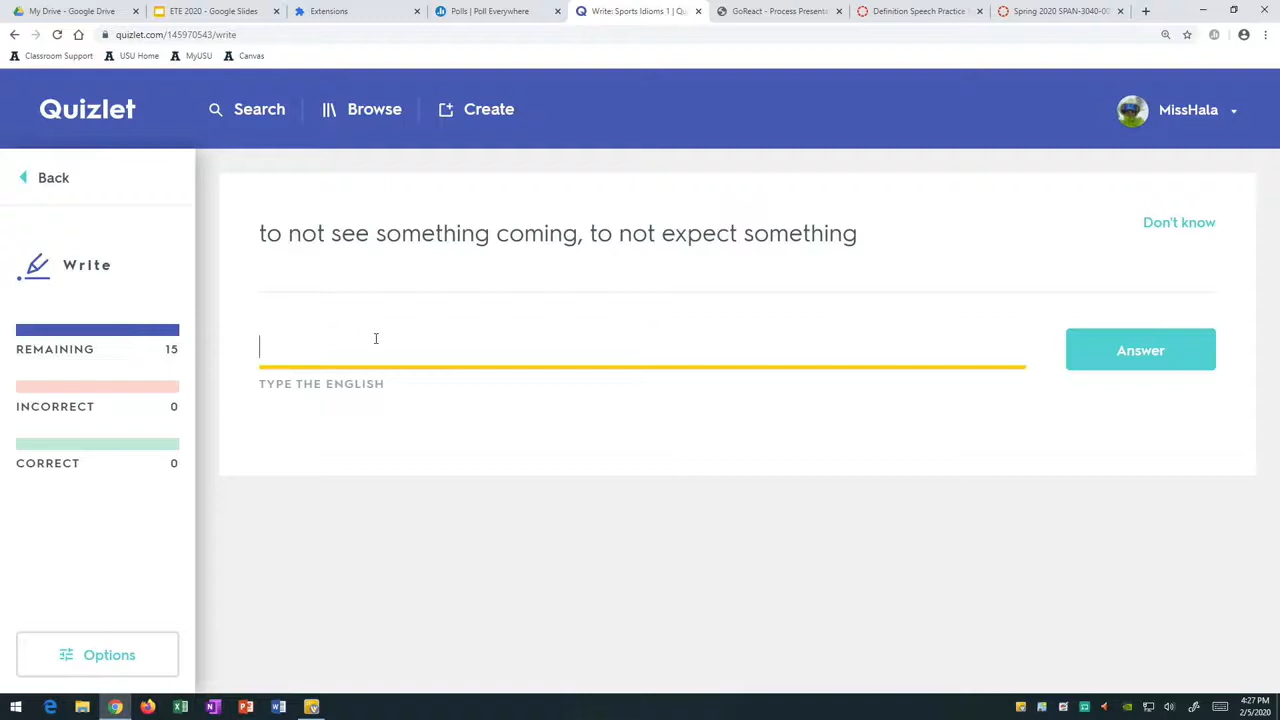 My Drive - Google Drive
ETE 2020 - Google Slides
Extensions
Polls | Poll Everywhere
Write: Sports Idioms 1 | Qu
GoReact - Process Presenta
Definition Speech Practice
Spring 2020 SPAN-3040-00
quizlet.com/145970543/write
Classroom Support
USU Home
MyUSU
Canvas
Quizlet
Search
Browse
Create
MissHala
Back
Write
REMAINING 15
INCORRECT 0
CORRECT 0
Options
to not see something coming, to not expect something
Don't know
Answer
TYPE THE ENGLISH
4:27 PM
2/5/2020